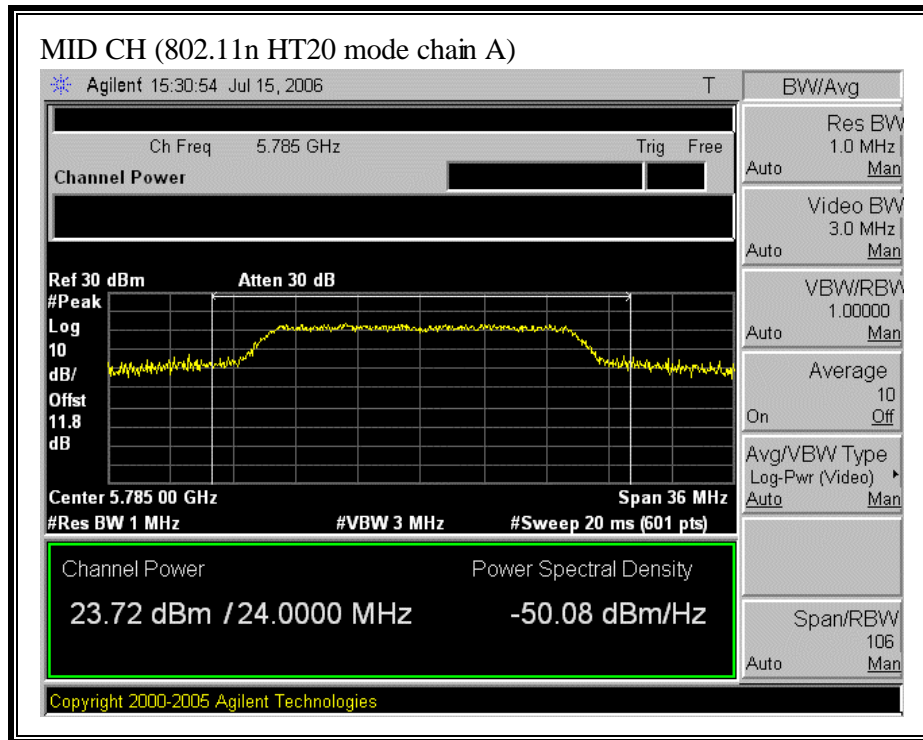 MID CH (802.11n HT20 mode chain A)
Agilent 15:30:54 Jul 15, 2006 T
BW/Avg
Ch Freq 5.785 GHz Trig Free
Channel Power
Res BW
1.0 MHz
Auto Man
Video BW
3.0 MHz
Auto Man
VBW/RBW
1.00000
Auto Man
Average
10
On Off
Avg/VBW Type
Log-Pwr (Video)
Auto Man
Span/RBW
106
Auto Man
Ref 30 dBm Atten 30 dB
#Peak
Log
10
dB/
Offst
11.8
dB
Center 5.785 00 GHz Span 36 MHz
#Res BW 1 MHz #VBW 3 MHz #Sweep 20 ms (601 pts)
Channel Power Power Spectral Density
23.72 dBm / 24.0000 MHz -50.08 dBm/Hz
Copyright 2000-2005 Agilent Technologies